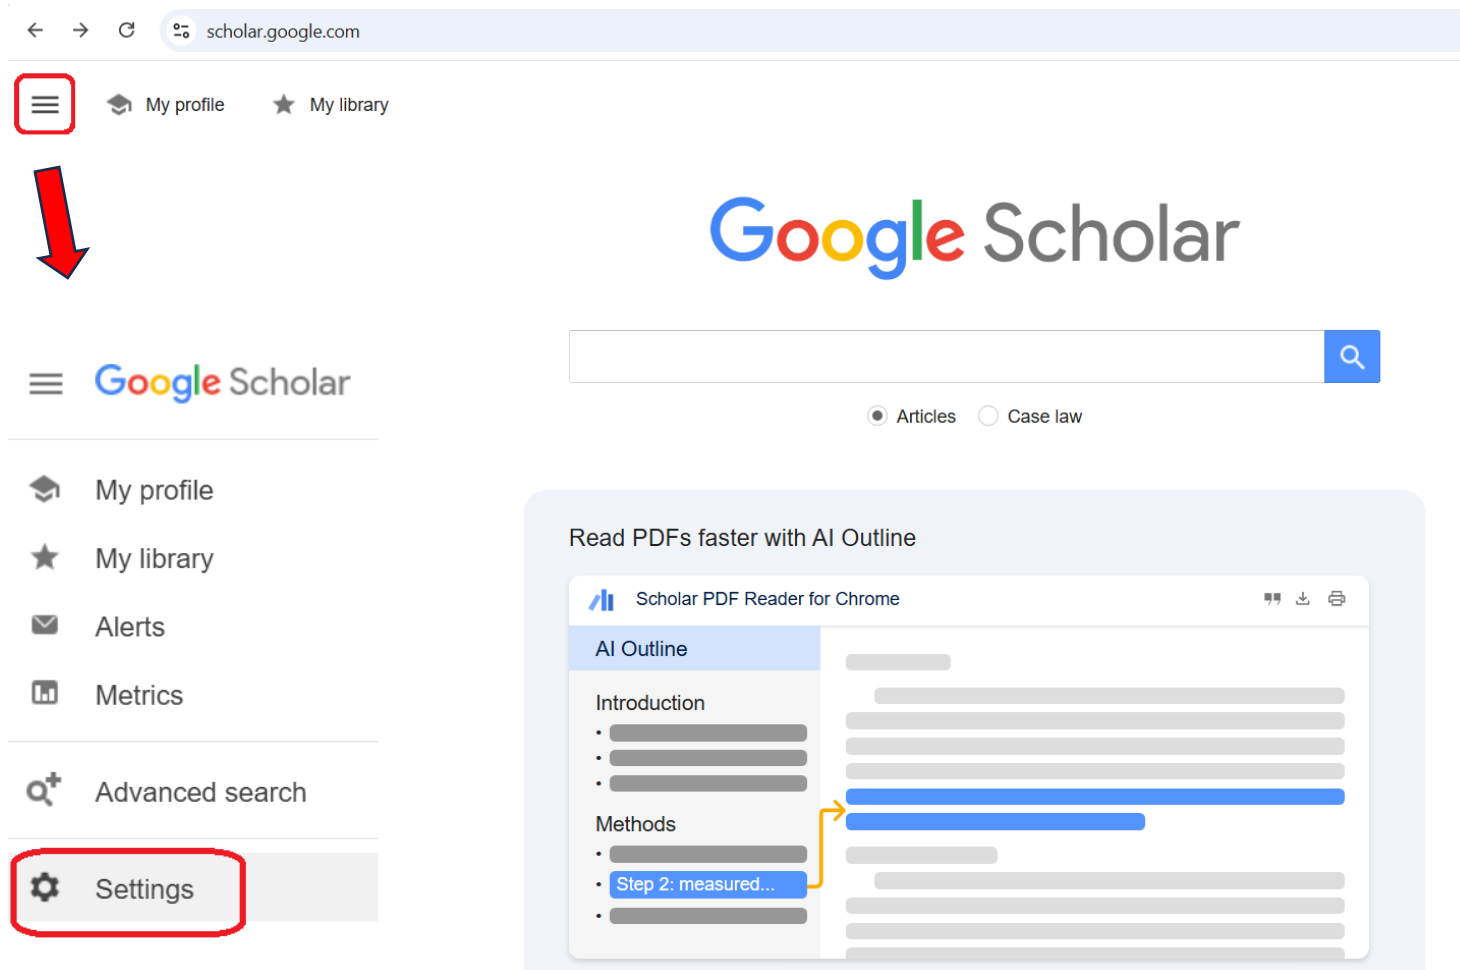 scholar.google.com
My profile
My library
Google Scholar
Articles
Case law
Google Scholar
My profile
My library
Alerts
Metrics
Advanced search
Settings
Read PDFs faster with AI Outline
Scholar PDF Reader for Chrome
AI Outline
Introduction
Methods
Step 2: measured...